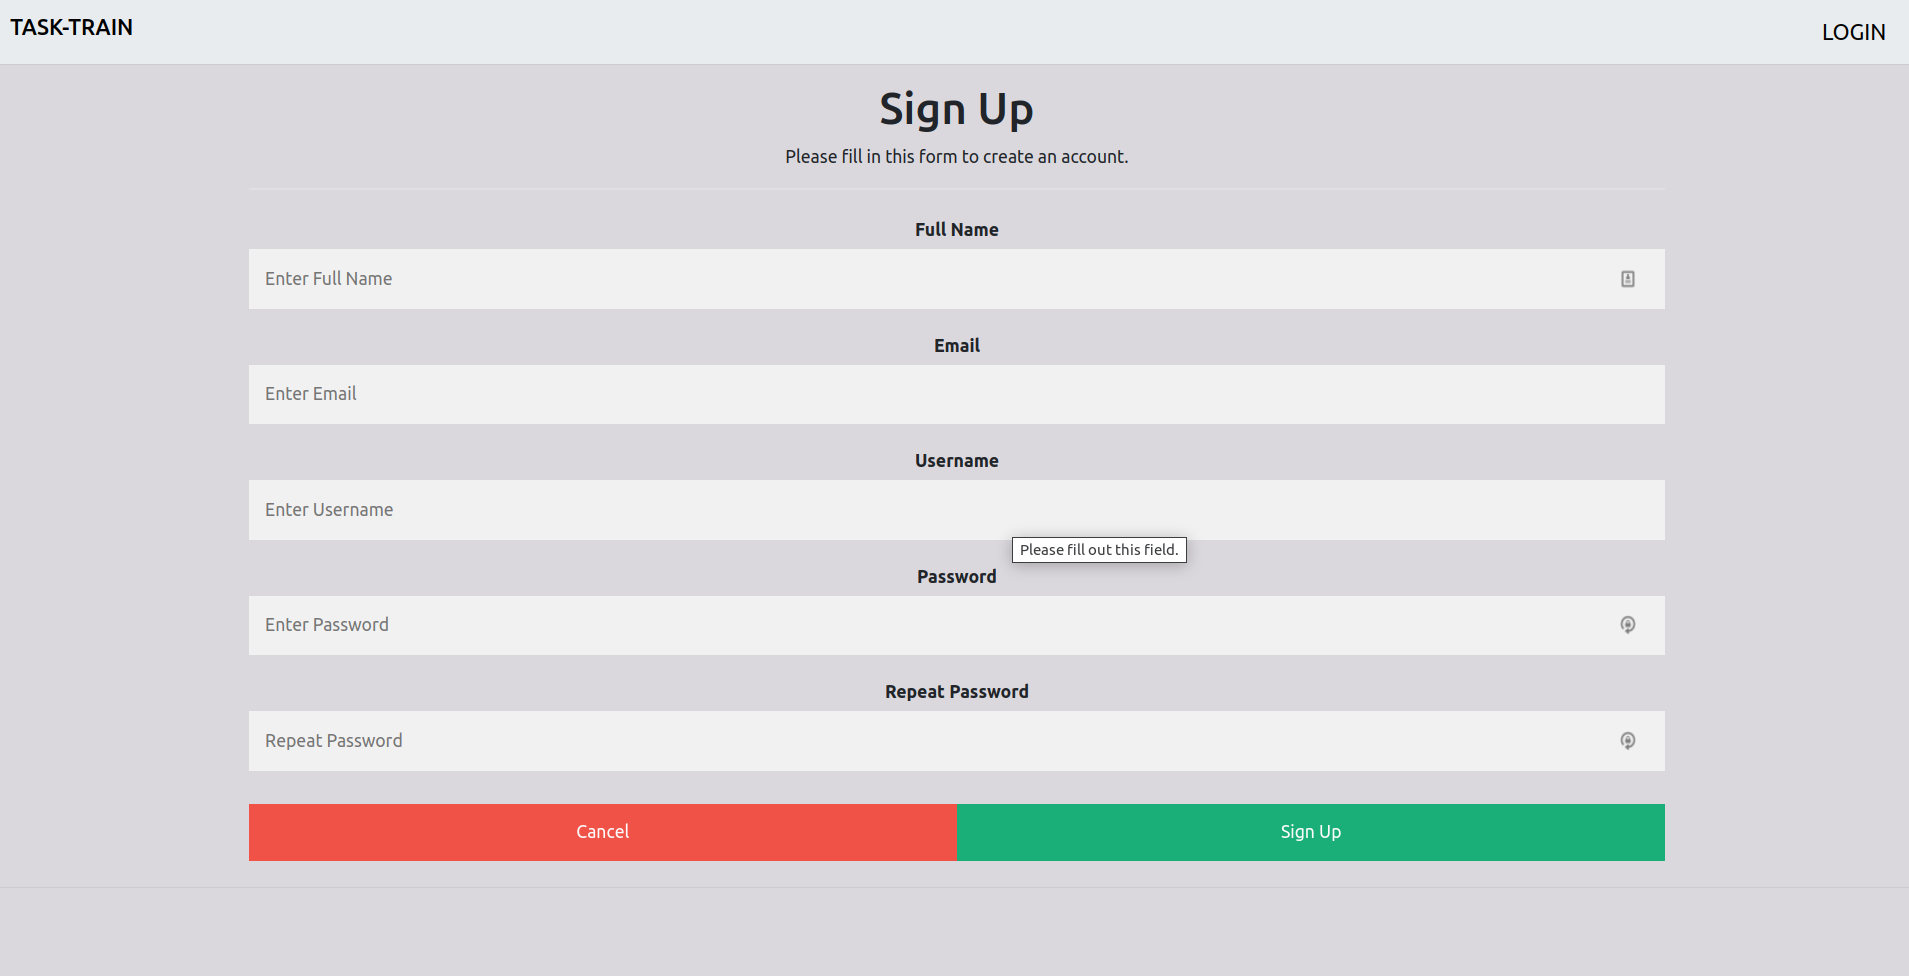 TASK-TRAIN
LOGIN
Sign Up
Please fill in this form to create an account.
Full Name
Enter Full Name
Email
Enter Email
Username
Enter Username
Please fill out this field.
Password
Enter Password
Repeat Password
Repeat Password
Cancel
Sign Up